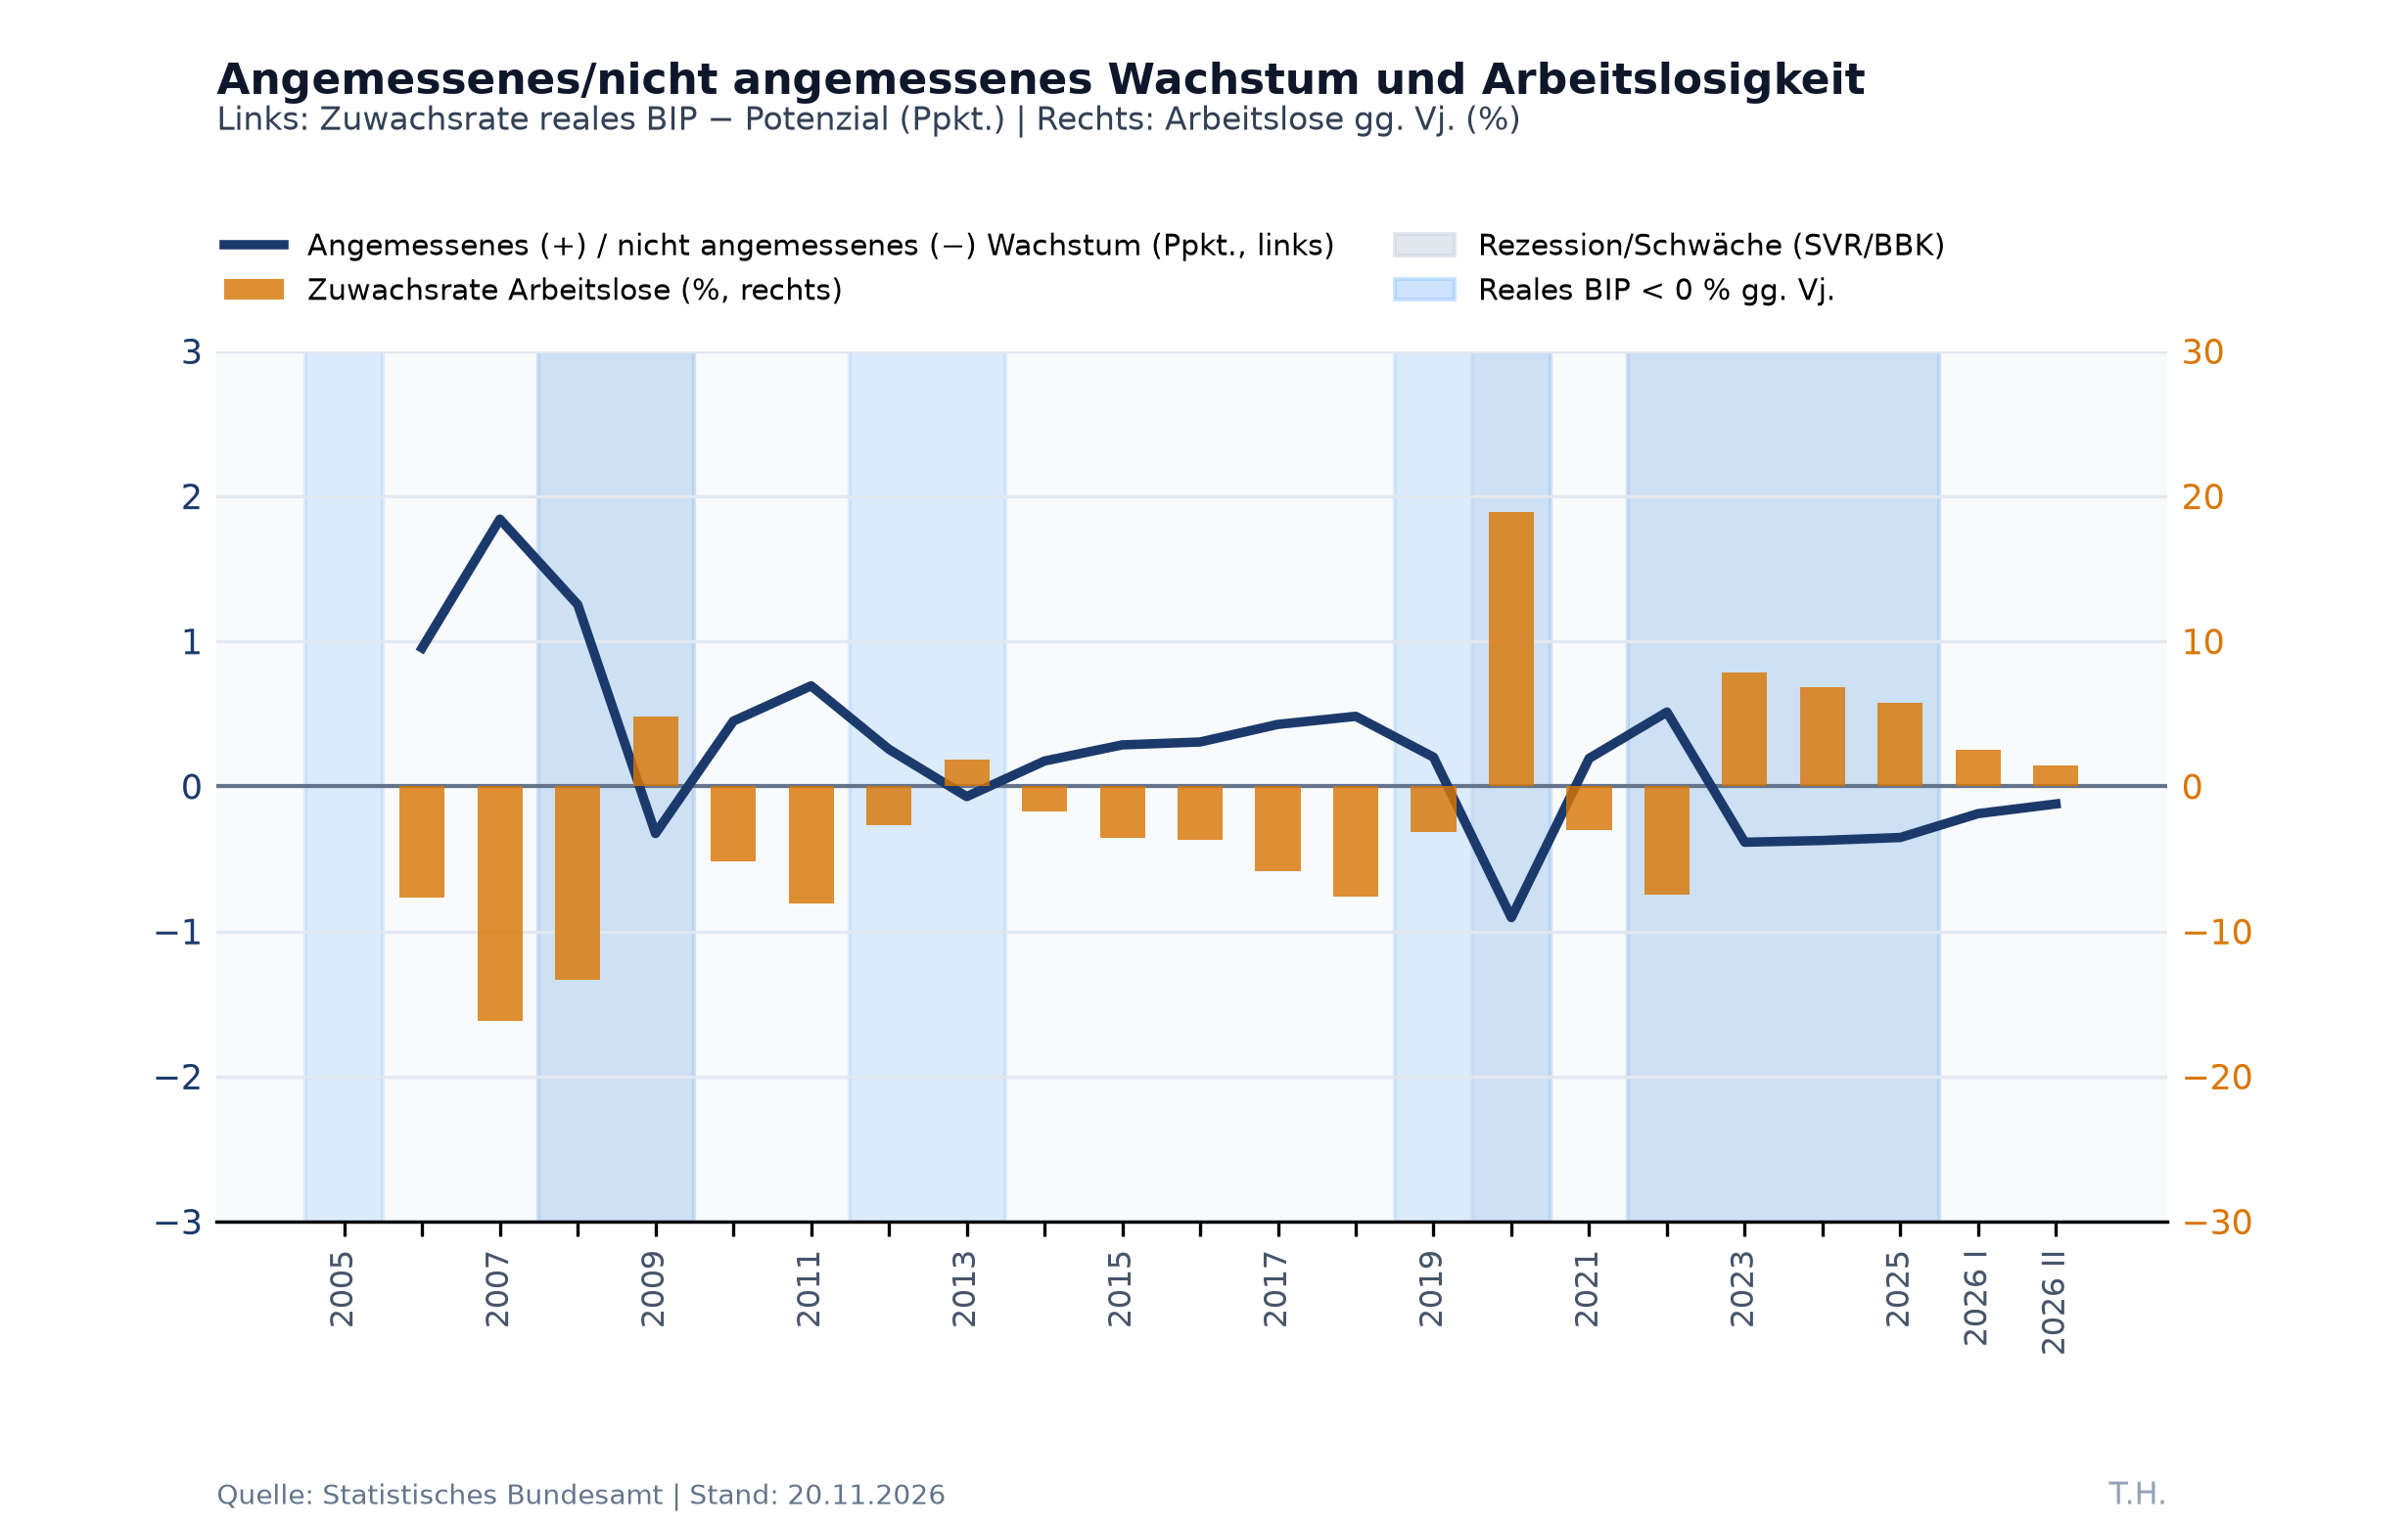 Angemessenes/nicht angemessenes Wachstum und Arbeitslosigkeit
Links: Zuwachsrate reales BIP − Potenzial (Ppkt.) | Rechts: Arbeitslose gg. Vj. (%)
Angemessenes (+) / nicht angemessenes (−) Wachstum (Ppkt., links)
Zuwachsrate Arbeitslose (%, rechts)
Rezession/Schwäche (SVR/BBK)
Reales BIP < 0 % gg. Vj.
3
2
1
0
−1
−2
−3
30
20
10
0
−10
−20
−30
2005
2007
2009
2011
2013
2015
2017
2019
2021
2023
2025
2026 I
2026 II
Quelle: Statistisches Bundesamt | Stand: 20.11.2026
T.H.